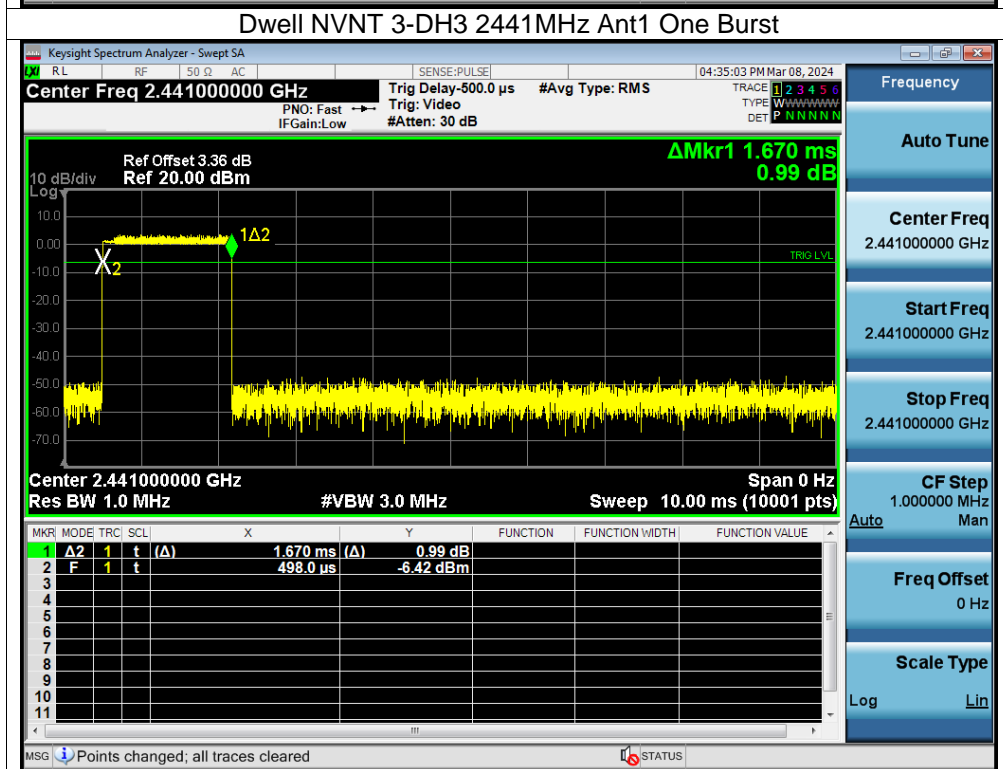 Dwell NVNT 3-DH3 2441MHz Ant1 One Burst
Keysight Spectrum Analyzer - Swept SA
LXI RL RF 50 Ω AC SENSE:PULSE 04:35:03 PM Mar 08, 2024
Center Freq 2.441000000 GHz Trig Delay-500.0 µs #Avg Type: RMS TRACE 1 2 3 4 5 6
PNO: Fast Trig: Video TYPE WWWWWWW
IFGain:Low #Atten: 30 dB DET P N N N N N
Frequency
Auto Tune
ΔMkr1 1.670 ms
0.99 dB
Ref Offset 3.36 dB
10 dB/div Ref 20.00 dBm
Log
10.0
0.00
-10.0
-20.0
-30.0
-40.0
-50.0
-60.0
-70.0
1Δ2
2
TRIG LVL
Center 2.441000000 GHz Span 0 Hz
Res BW 1.0 MHz #VBW 3.0 MHz Sweep 10.00 ms (10001 pts)
MKR MODE TRC SCL X Y FUNCTION FUNCTION WIDTH FUNCTION VALUE
1 Δ2 1 t (Δ) 1.670 ms (Δ) 0.99 dB
2 F 1 t 498.0 µs -6.42 dBm
3
4
5
6
7
8
9
10
11
Center Freq
2.441000000 GHz
Start Freq
2.441000000 GHz
Stop Freq
2.441000000 GHz
CF Step
1.000000 MHz
Auto Man
Freq Offset
0 Hz
Scale Type
Log Lin
MSG Points changed; all traces cleared STATUS